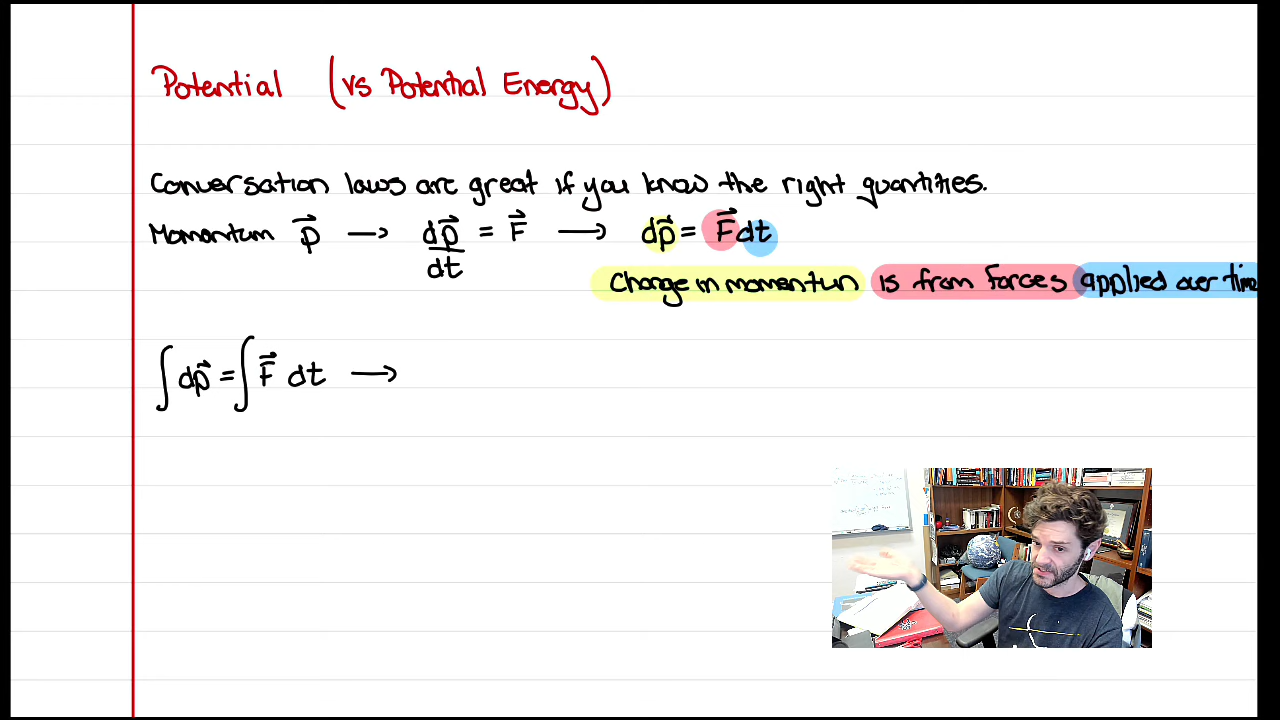 Potential (vs Potential Energy)
Conversation laws are great if you know the right quantities.
Momentum p⃗ → dp⃗/dt = F⃗ → dp⃗ = F⃗dt
Change in momentum is from forces applied over time
∫dp⃗ = ∫F⃗ dt →